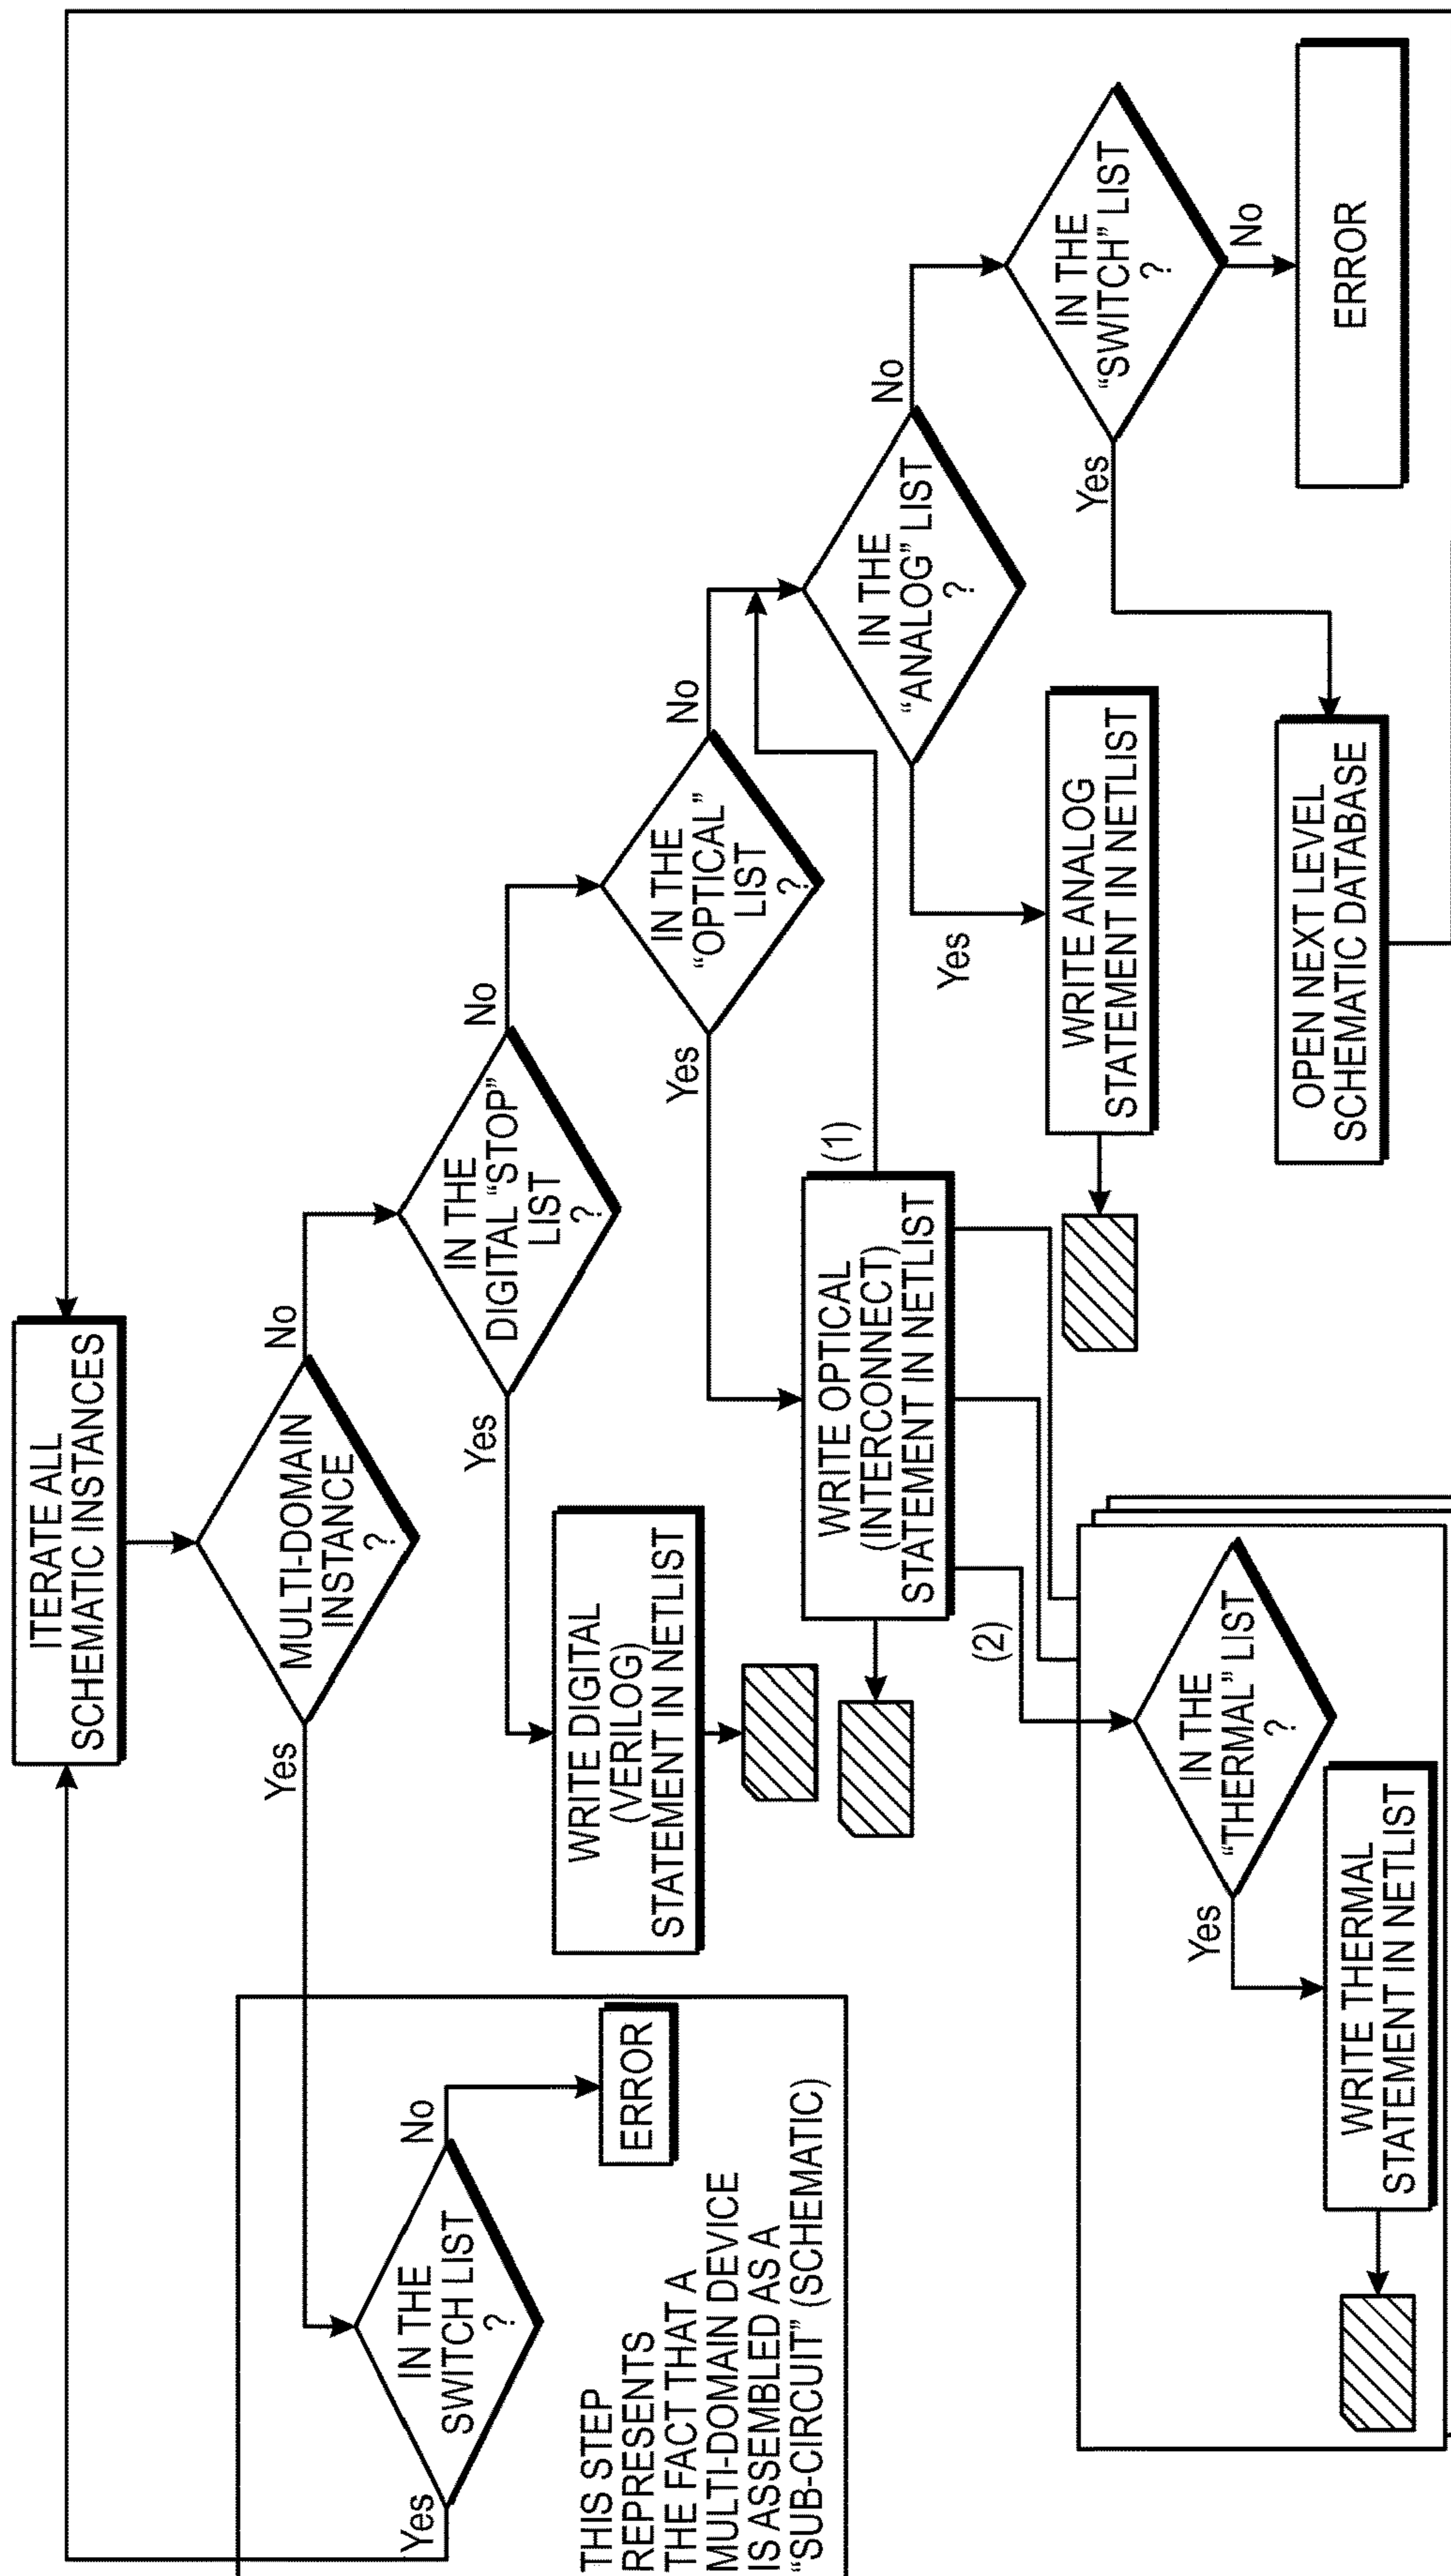 ITERATE ALL
SCHEMATIC INSTANCES
MULTI-DOMAIN
INSTANCE
?
Yes
No
IN THE
SWITCH LIST
?
Yes
No
ERROR
THIS STEP
REPRESENTS
THE FACT THAT A
MULTI-DOMAIN DEVICE
IS ASSEMBLED AS A
“SUB-CIRCUIT” (SCHEMATIC)
IN THE
DIGITAL “STOP”
LIST
?
Yes
No
WRITE DIGITAL
(VERILOG)
STATEMENT IN NETLIST
IN THE
“OPTICAL”
LIST
?
Yes
No
WRITE OPTICAL
(INTERCONNECT)
STATEMENT IN NETLIST
(1)
(2)
IN THE
“ANALOG” LIST
?
Yes
No
WRITE ANALOG
STATEMENT IN NETLIST
IN THE
“SWITCH” LIST
?
Yes
No
ERROR
OPEN NEXT LEVEL
SCHEMATIC DATABASE
IN THE
“THERMAL” LIST
?
Yes
WRITE THERMAL
STATEMENT IN NETLIST